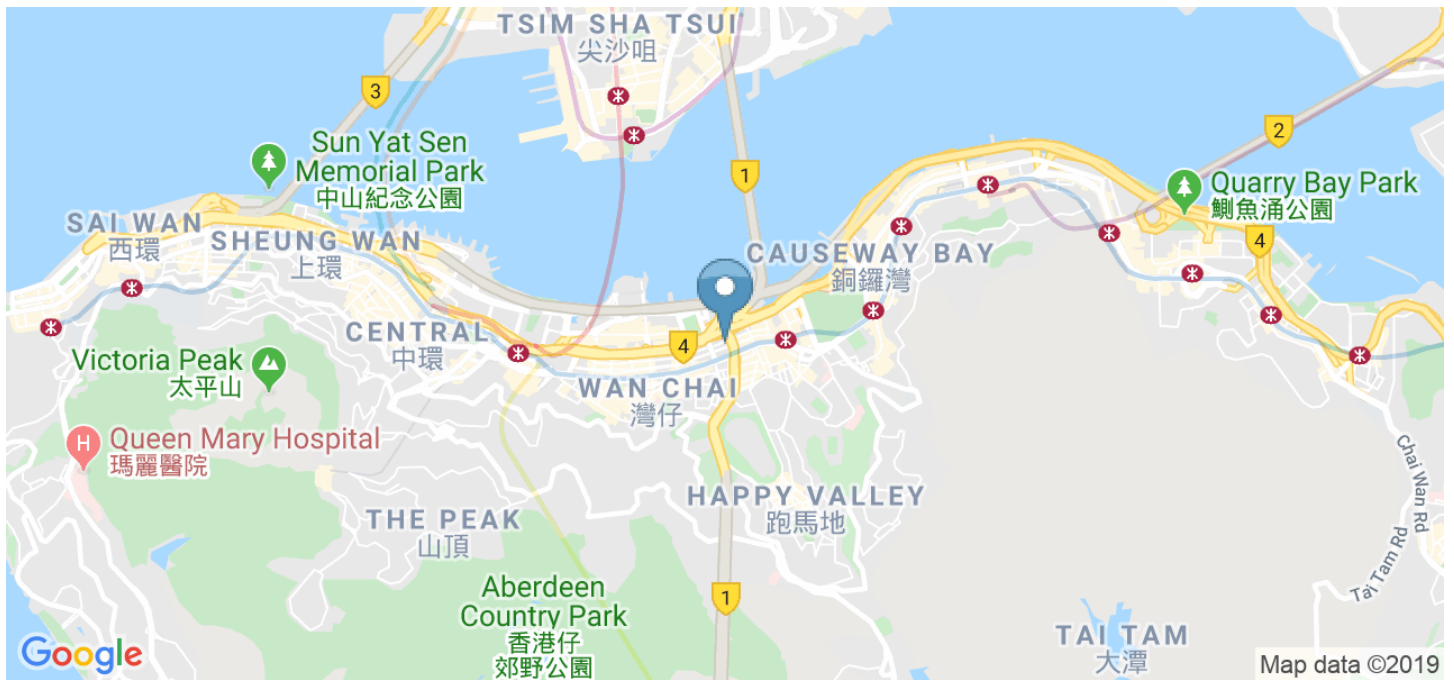 TSIM SHA TSUI
尖沙咀
3
2
1
Sun Yat Sen
Memorial Park
中山紀念公園
Quarry Bay Park
鰂魚涌公園
SAI WAN
西環
SHEUNG WAN
上環
CAUSEWAY BAY
銅鑼灣
4
CENTRAL
中環
4
Victoria Peak
太平山
WAN CHAI
灣仔
H
Queen Mary Hospital
瑪麗醫院
Chai Wan Rd
HAPPY VALLEY
跑馬地
THE PEAK
山頂
Tai Tam Rd
Aberdeen
Country Park
香港仔
郊野公園
1
TAI TAM
大潭
Google
Map data ©2019